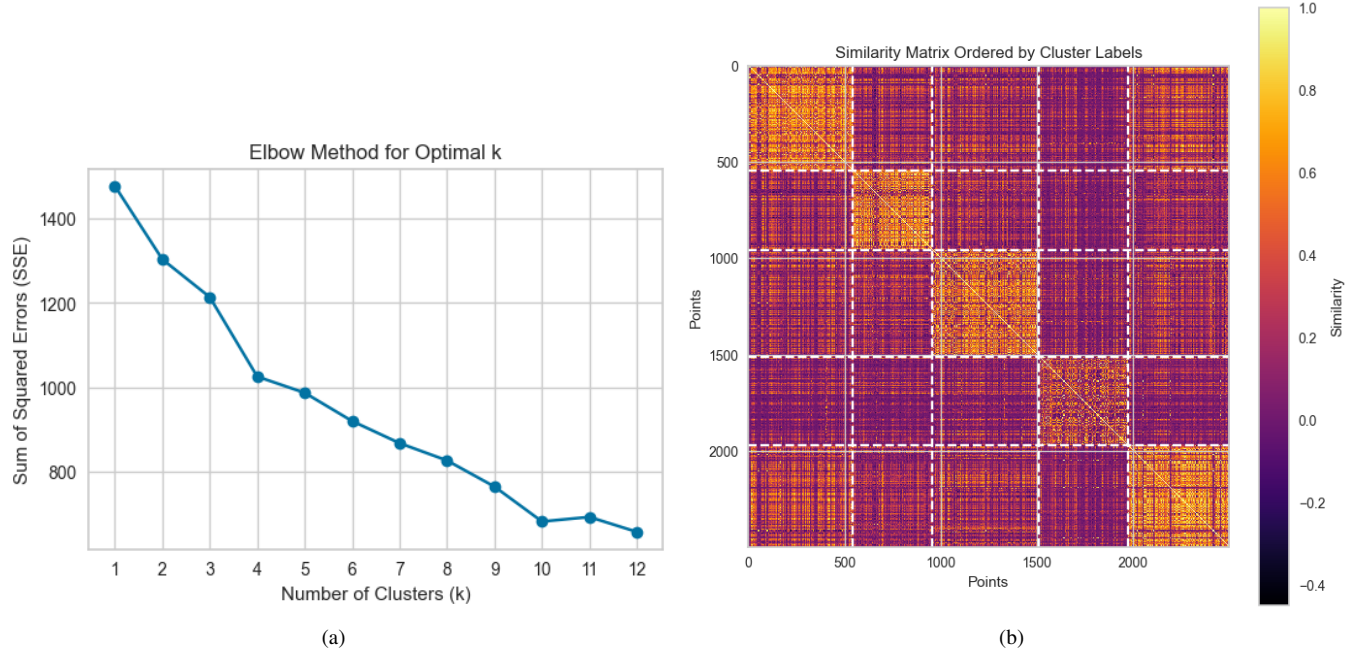 Elbow Method for Optimal k
Sum of Squared Errors (SSE)
1400
1200
1000
800
1 2 3 4 5 6 7 8 9 10 11 12
Number of Clusters (k)
(a)
Similarity Matrix Ordered by Cluster Labels
Points
0
500
1000
1500
2000
0 500 1000 1500 2000
Points
1.0
0.8
0.6
0.4
0.2
0.0
−0.2
−0.4
Similarity
(b)